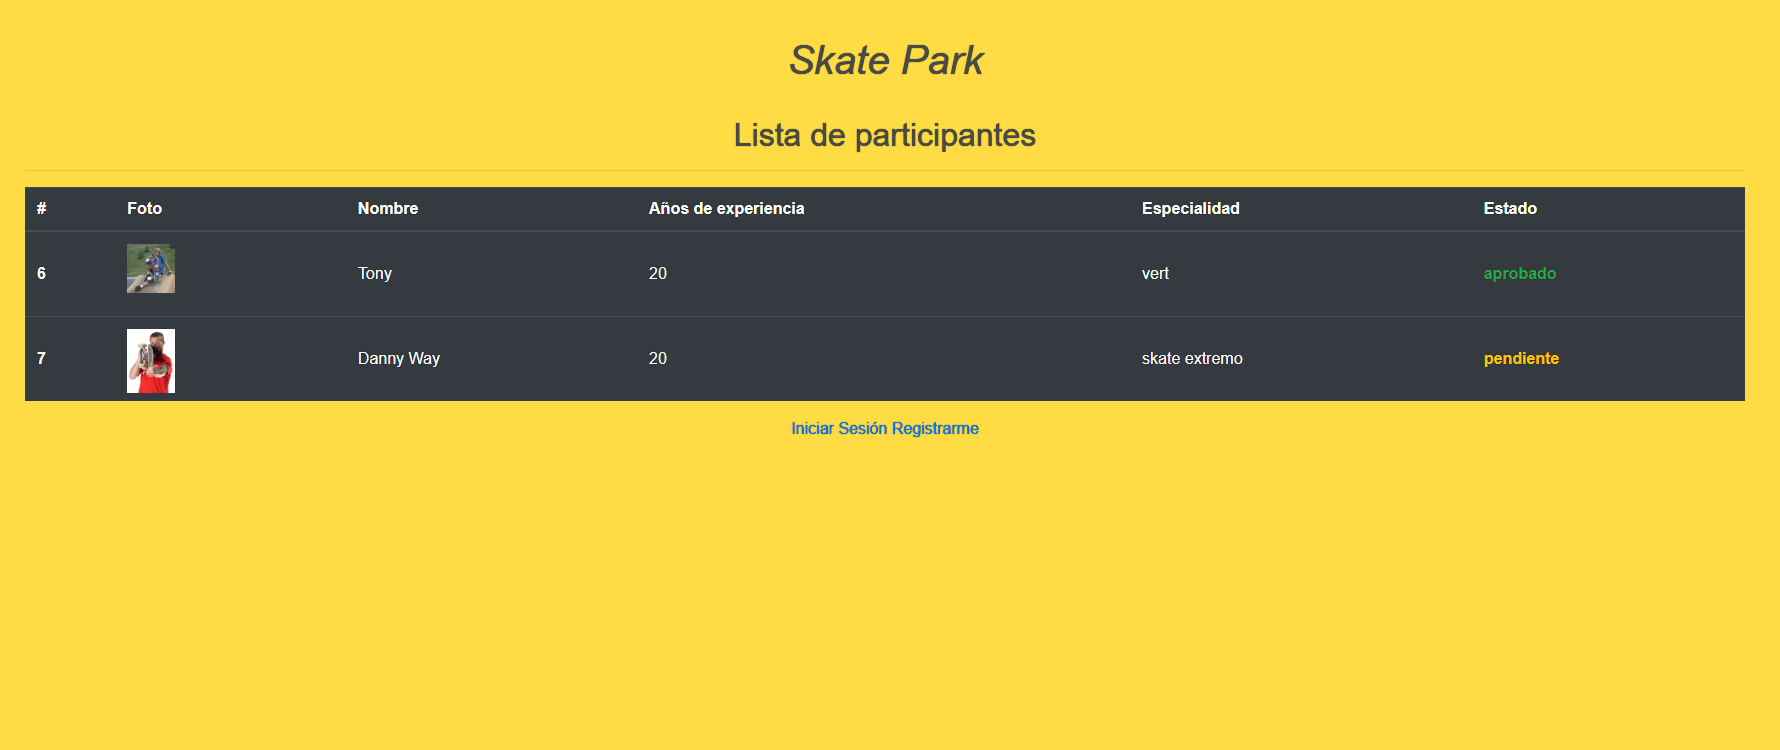 Skate Park
Lista de participantes
# Foto Nombre Años de experiencia Especialidad Estado
6 Tony 20 vert aprobado
7 Danny Way 20 skate extremo pendiente
Iniciar Sesión Registrarme